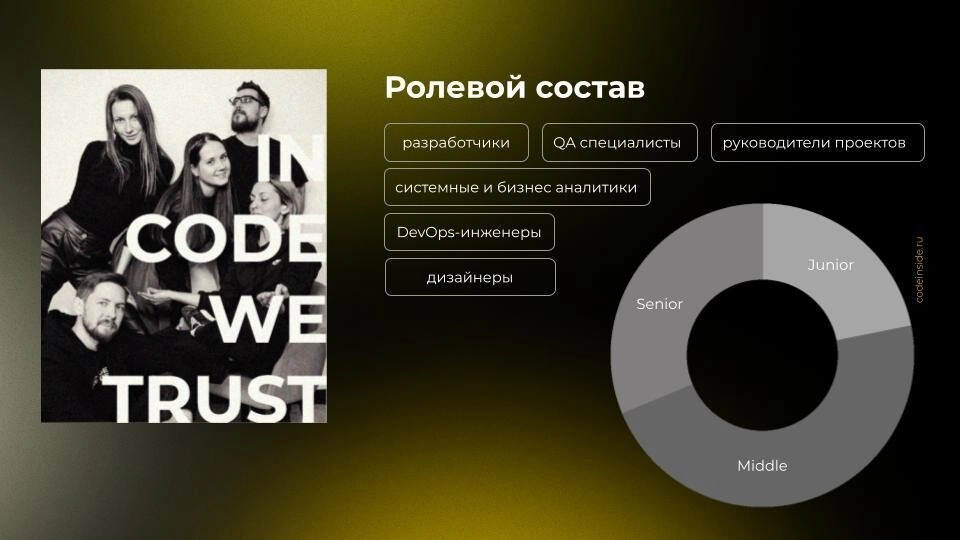 IN
CODE
WE
TRUST
Ролевой состав
разработчики
QA специалисты
руководители проектов
системные и бизнес аналитики
DevOps-инженеры
дизайнеры
Junior
Senior
Middle
codeinside.ru